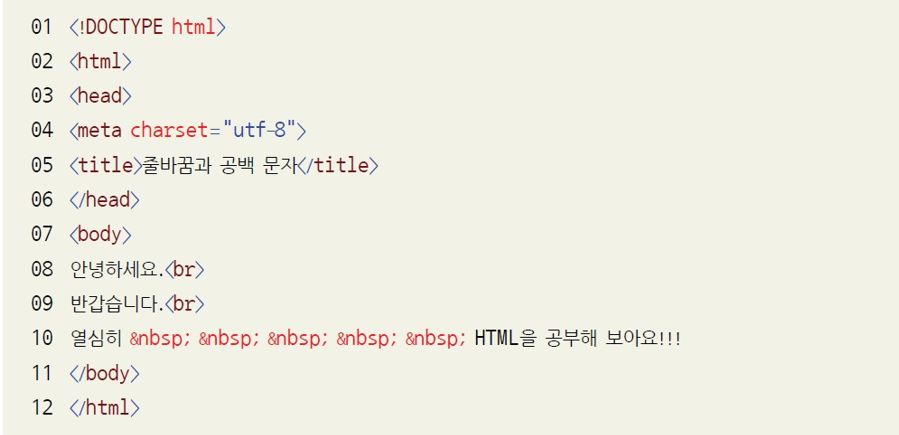 01 <!DOCTYPE html>
02 <html>
03 <head>
04 <meta charset="utf-8">
05 <title>줄바꿈과 공백 문자</title>
06 </head>
07 <body>
08 안녕하세요.<br>
09 반갑습니다.<br>
10 열심히 &nbsp; &nbsp; &nbsp; &nbsp; &nbsp; HTML을 공부해 보아요!!!
11 </body>
12 </html>